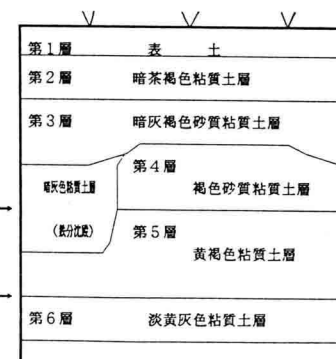 第1層 表 土
第2層 暗茶褐色粘質土層
第3層 暗灰褐色砂質粘質土層
第4層
褐色砂質粘質土層
暗灰色粘質土層
(鉄分沈殿)
第5層
黄褐色粘質土層
第6層 淡黄灰色粘質土層